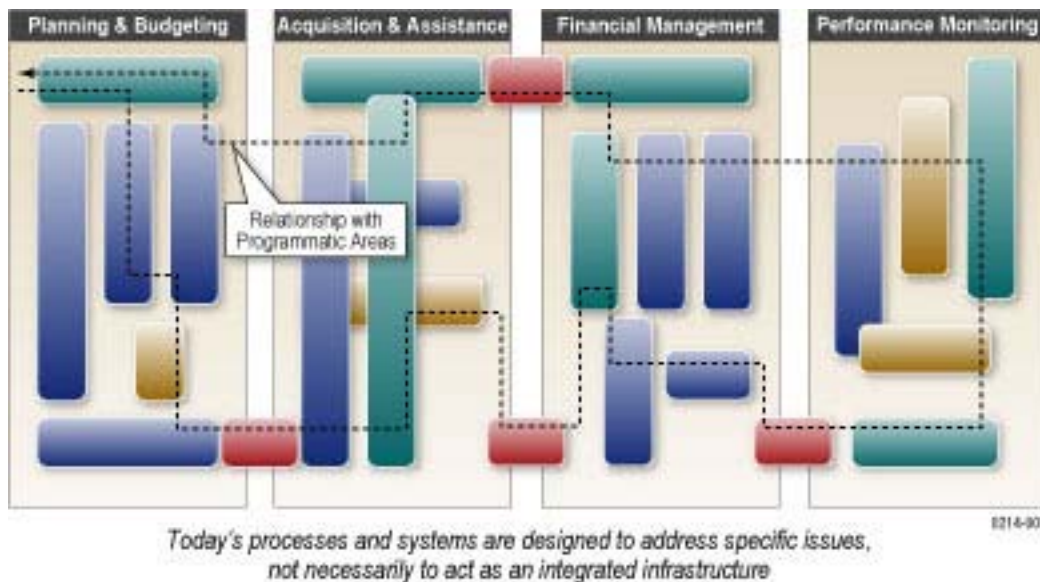 Planning & Budgeting
Acquisition & Assistance
Financial Management
Performance Monitoring
Relationship with
Programmatic Areas
Today's processes and systems are designed to address specific issues,
not necessarily to act as an integrated infrastructure